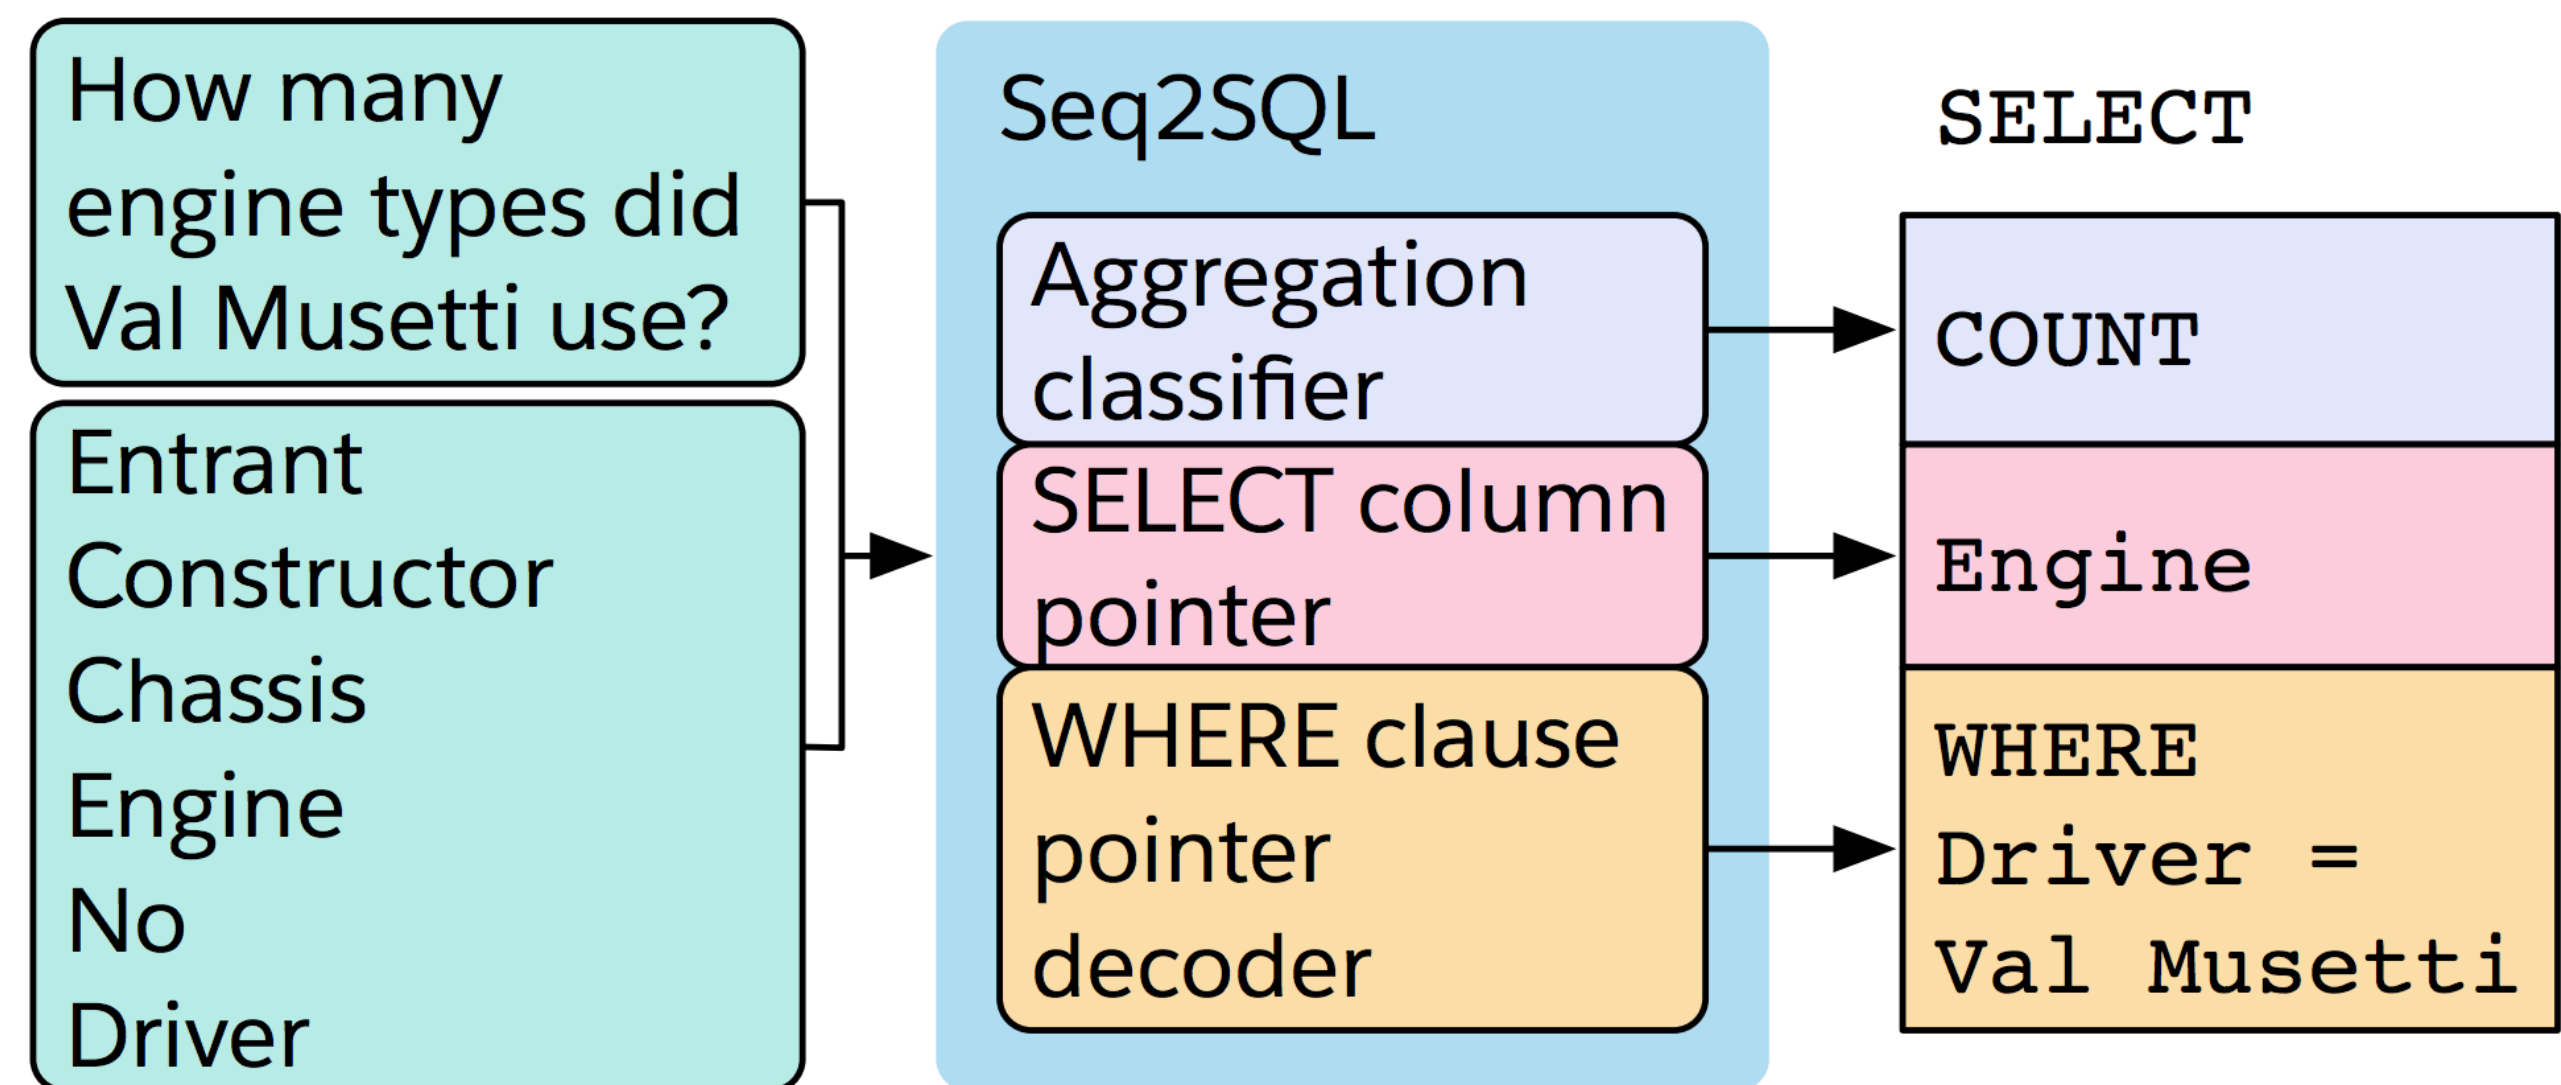 How many
engine types did
Val Musetti use?
Entrant
Constructor
Chassis
Engine
No
Driver
Seq2SQL
Aggregation
classifier
SELECT column
pointer
WHERE clause
pointer
decoder
SELECT
COUNT
Engine
WHERE
Driver =
Val Musetti